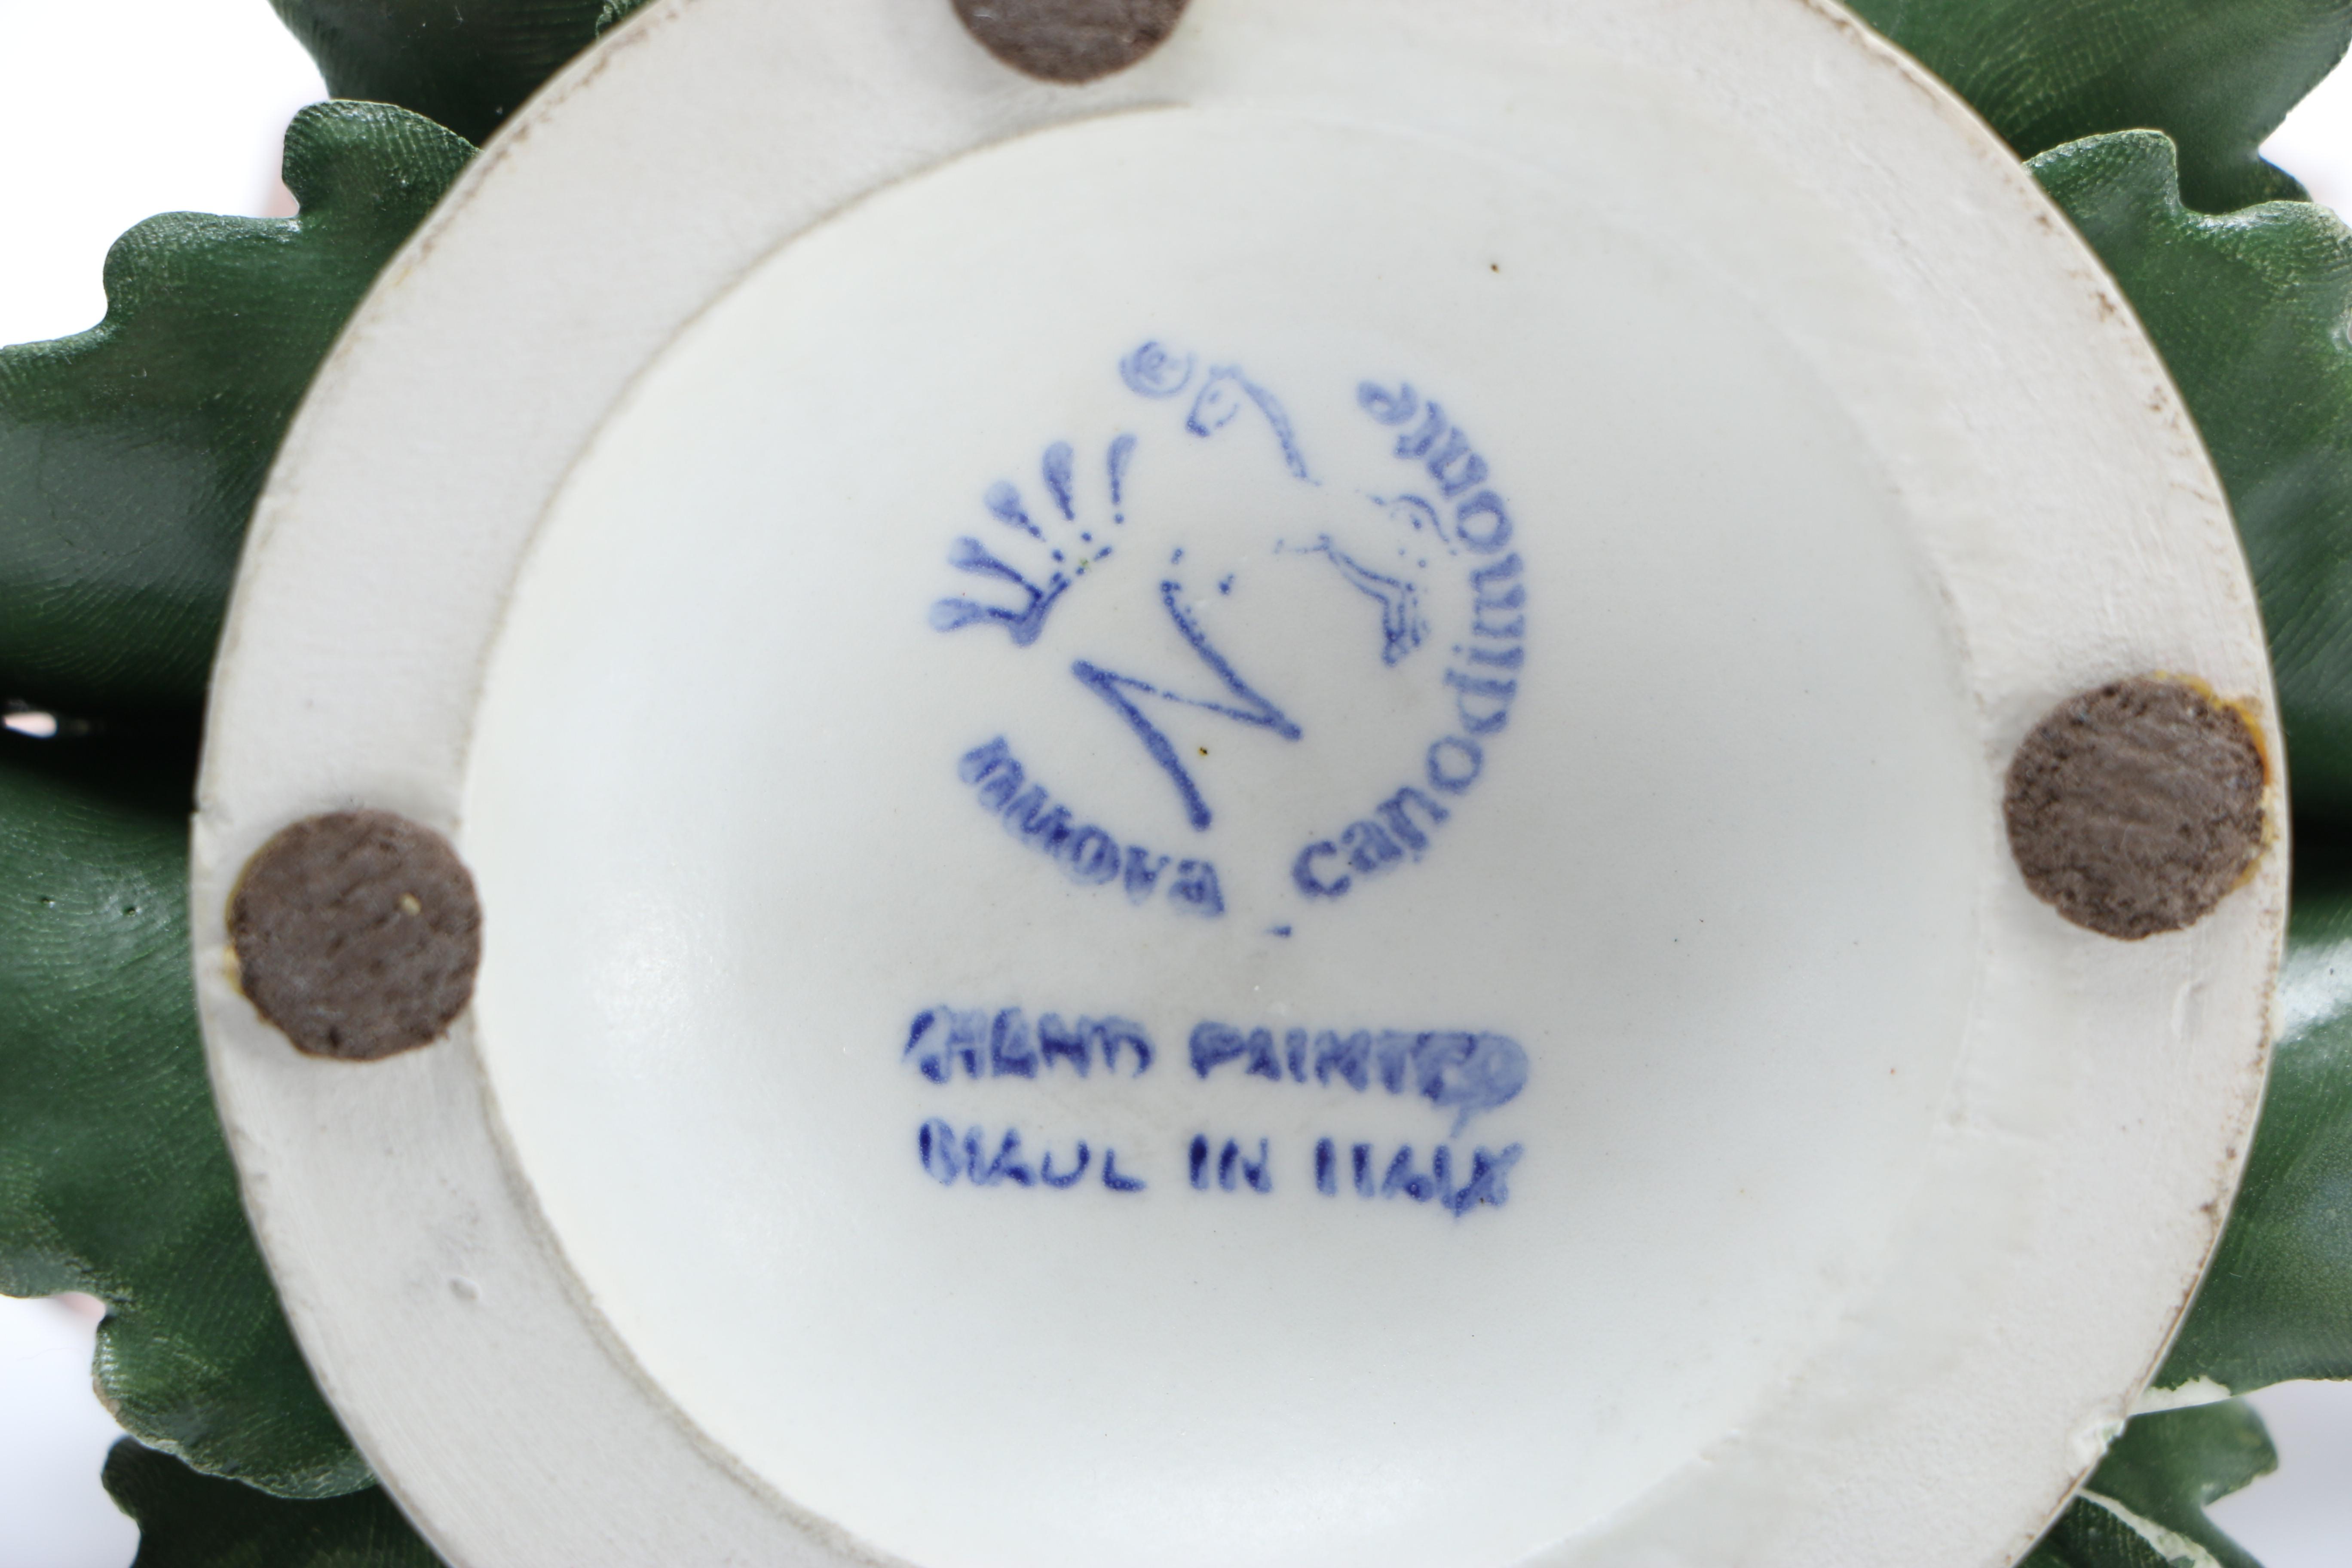 ®
N
nuova capodimonte
HAND PAINTED
MADE IN ITALY